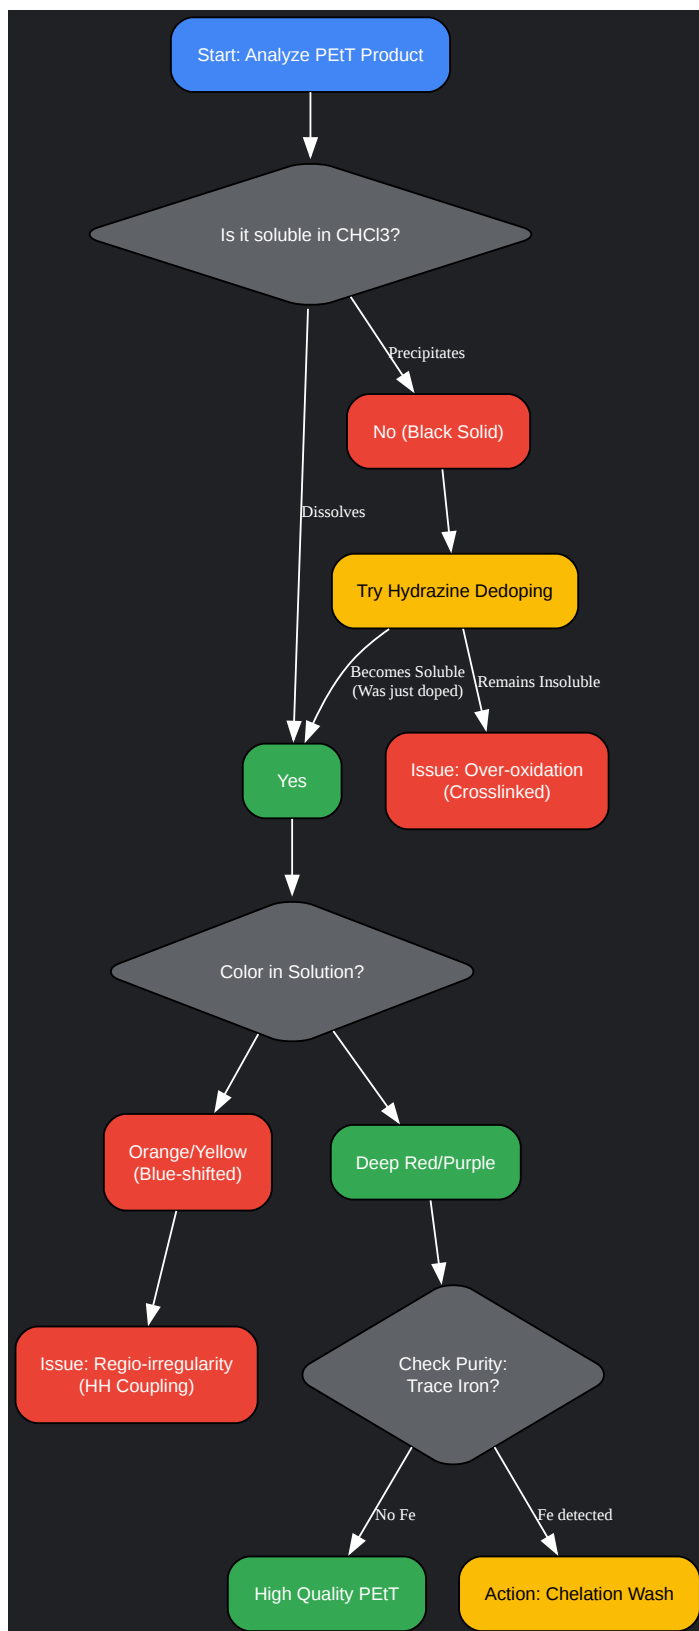 Start: Analyze PEtT Product
Is it soluble in CHCl3?
Precipitates
No (Black Solid)
Dissolves
Try Hydrazine Dedoping
Becomes Soluble
(Was just doped)
Remains Insoluble
Yes
Issue: Over-oxidation
(Crosslinked)
Color in Solution?
Orange/Yellow
(Blue-shifted)
Deep Red/Purple
Issue: Regio-irregularity
(HH Coupling)
Check Purity:
Trace Iron?
No Fe
Fe detected
High Quality PEtT
Action: Chelation Wash